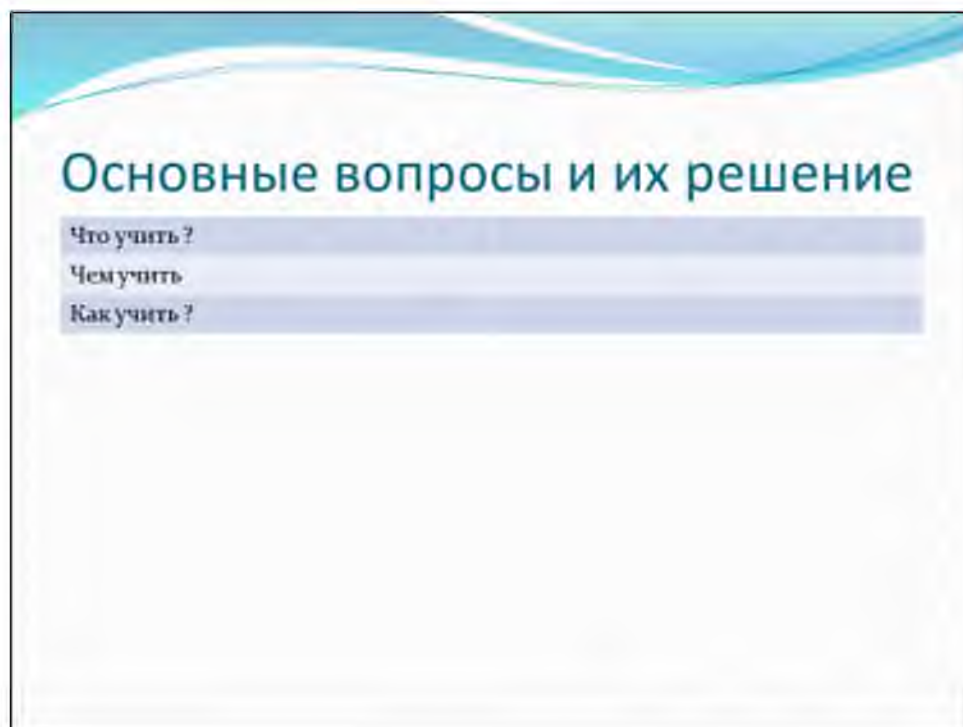 Основные вопросы и их решение
Что учить ?
Чем учить
Как учить ?